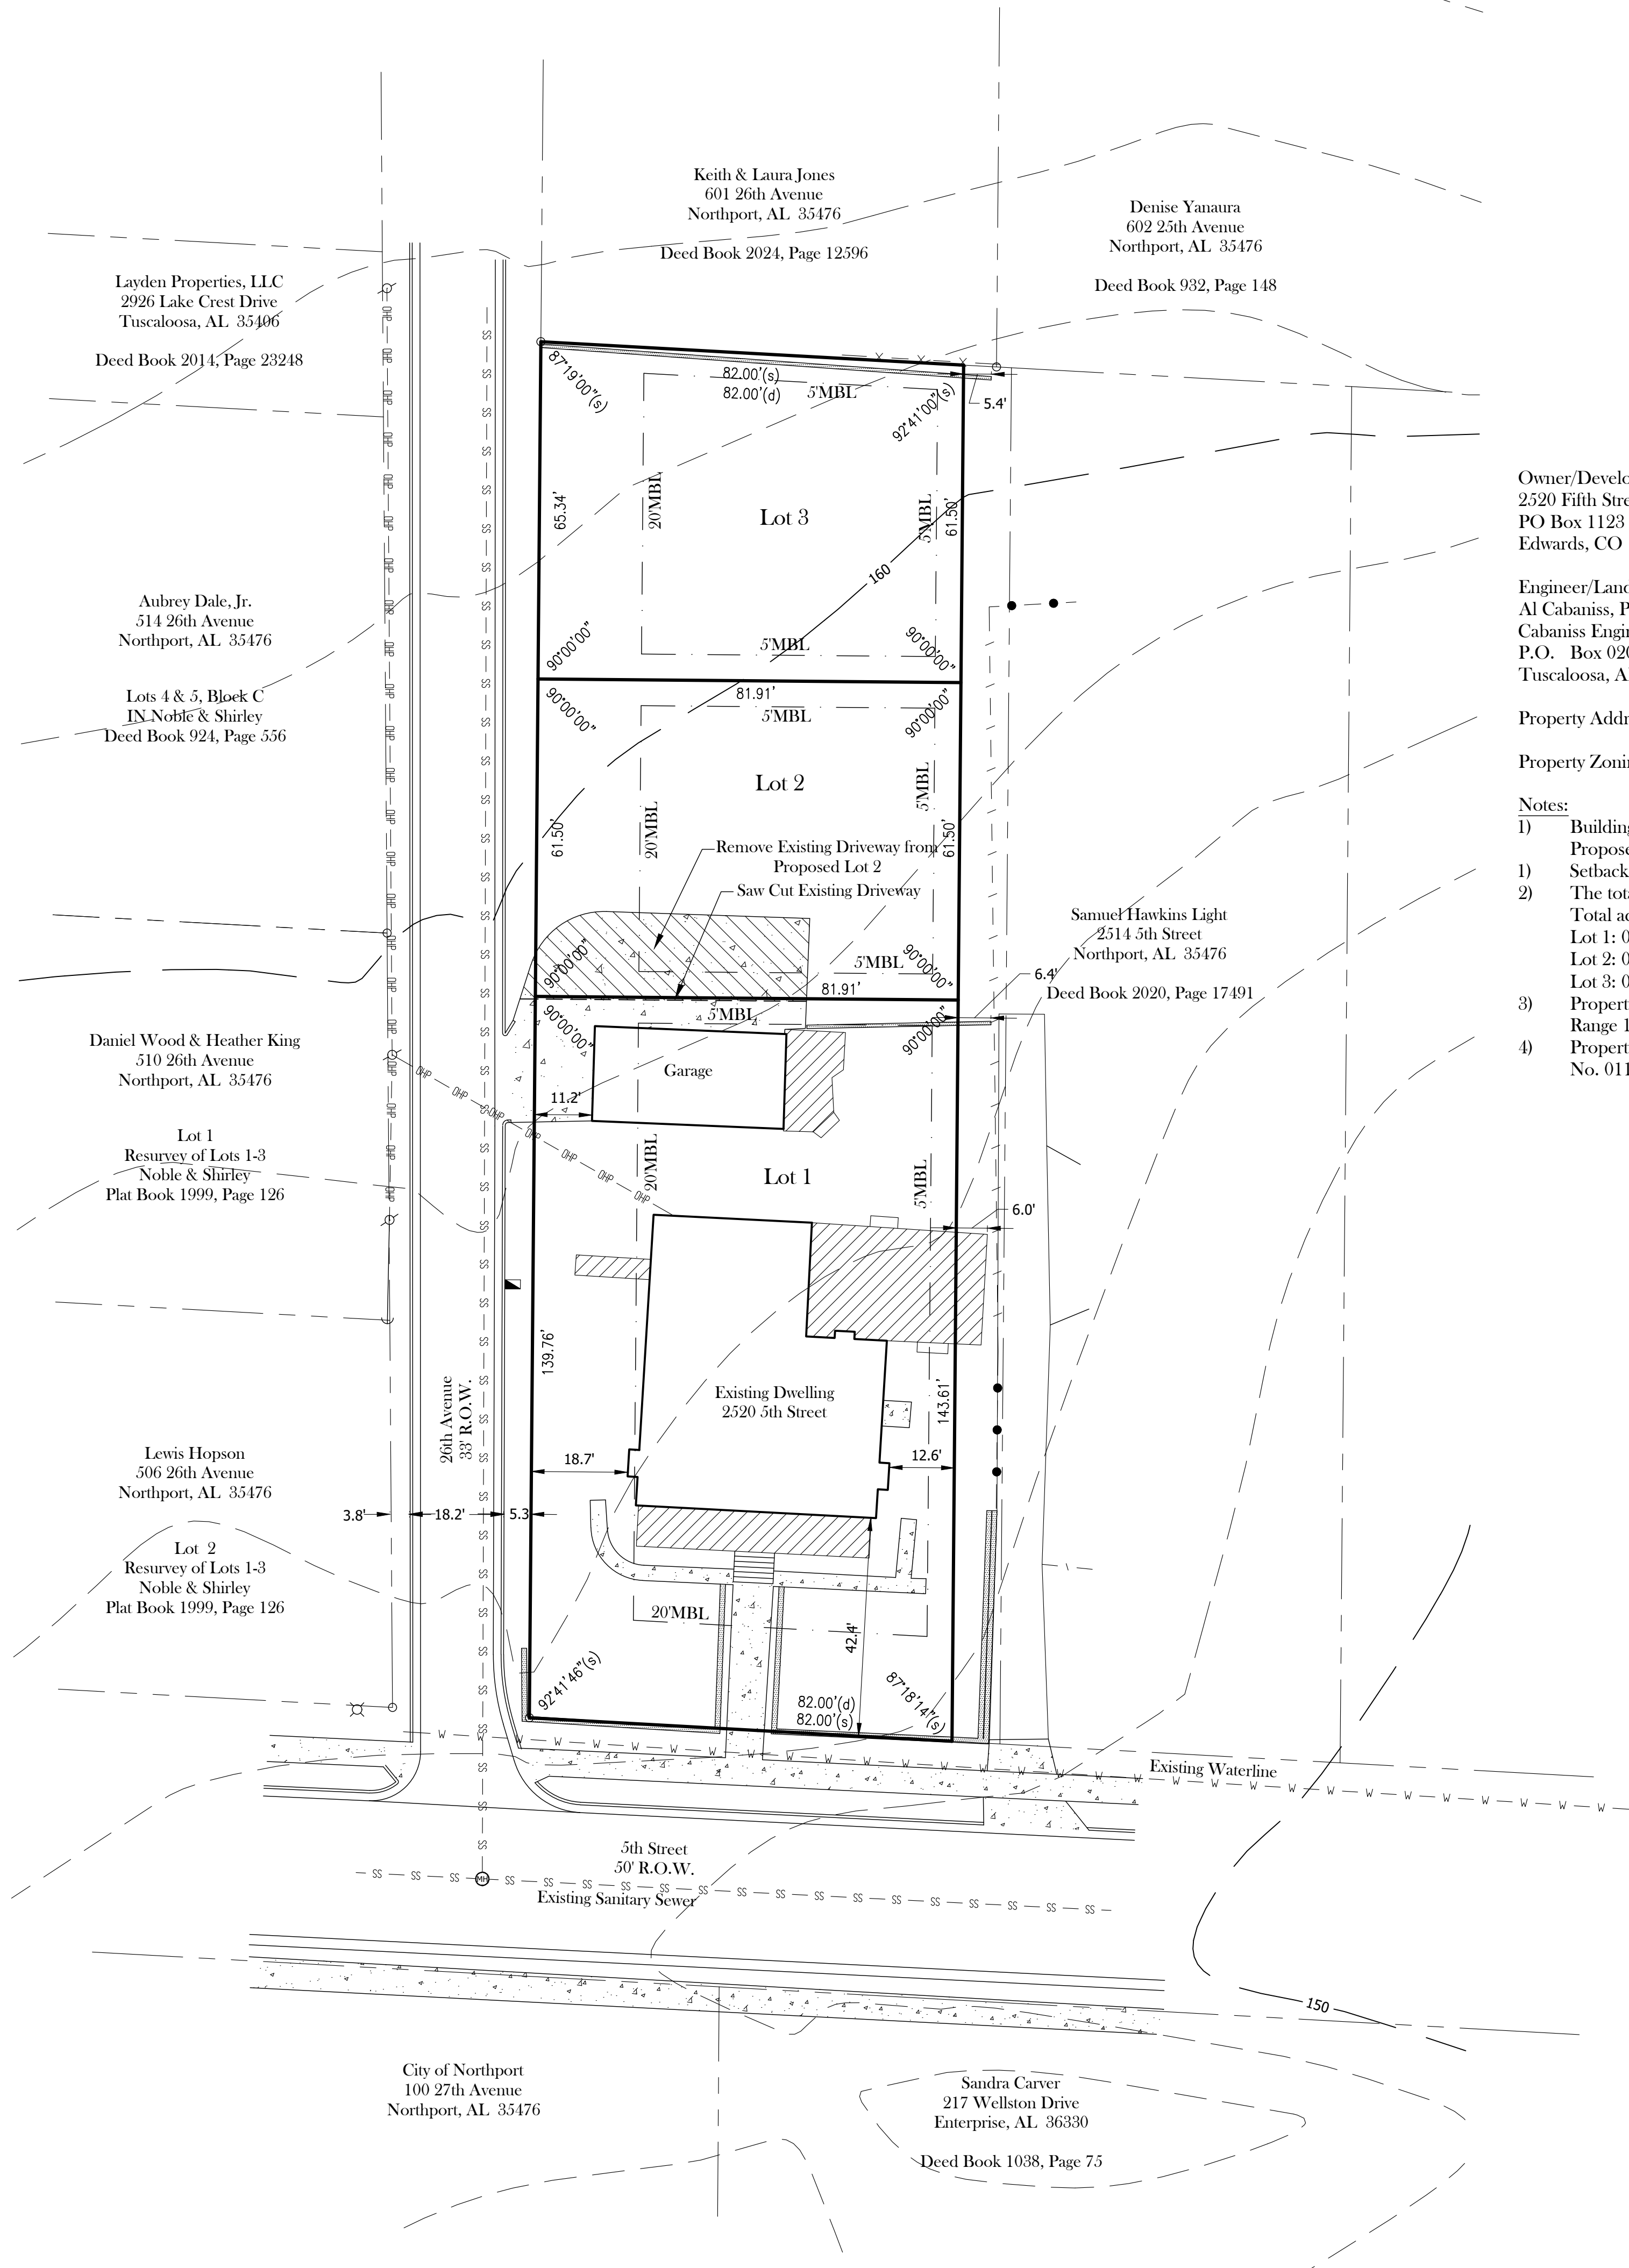 Keith & Laura Jones
601 26th Avenue
Northport, AL 35476
Deed Book 2024, Page 12596
Denise Yanaura
602 25th Avenue
Northport, AL 35476
Deed Book 932, Page 148
Layden Properties, LLC
2926 Lake Crest Drive
Tuscaloosa, AL 35406
Deed Book 2014, Page 23248
87°19'00"(s)
82.00'(s)
82.00'(d)
5'MBL
92°41'00"(s)
5.4'
65.34'
20'MBL
Lot 3
5'MBL
61.50'
160
90°00'00"
5'MBL
90°00'00"
Aubrey Dale, Jr.
514 26th Avenue
Northport, AL 35476
Lots 4 & 5, Block C
IN Noble & Shirley
Deed Book 924, Page 556
90°00'00"
81.91'
5'MBL
90°00'00"
Lot 2
5'MBL
61.50'
20'MBL
61.50'
Remove Existing Driveway from
Proposed Lot 2
Saw Cut Existing Driveway
90°00'00"
5'MBL
90°00'00"
81.91'
Samuel Hawkins Light
2514 5th Street
Northport, AL 35476
Deed Book 2020, Page 17491
6.4'
5'MBL
90°00'00"
90°00'00"
Garage
11.2'
Daniel Wood & Heather King
510 26th Avenue
Northport, AL 35476
Lot 1
Resurvey of Lots 1-3
Noble & Shirley
Plat Book 1999, Page 126
20'MBL
Lot 1
5'MBL
6.0'
139.76'
Existing Dwelling
2520 5th Street
143.61'
26th Avenue
33' R.O.W.
18.7'
12.6'
Lewis Hopson
506 26th Avenue
Northport, AL 35476
3.8'
18.2'
5.3
Lot 2
Resurvey of Lots 1-3
Noble & Shirley
Plat Book 1999, Page 126
20'MBL
42.4'
92°41'46"(s)
82.00'(d)
82.00'(s)
87°18'14"(s)
Existing Waterline
5th Street
50' R.O.W.
MH
Existing Sanitary Sewer
150
City of Northport
100 27th Avenue
Northport, AL 35476
Sandra Carver
217 Wellston Drive
Enterprise, AL 36330
Deed Book 1038, Page 75
OHP
SS
W
Owner/Develo
2520 Fifth Stre
PO Box 1123
Edwards, CO
Engineer/Land
Al Cabaniss, P
Cabaniss Engin
P.O. Box 020
Tuscaloosa, A
Property Addr
Property Zonin
Notes:
1) Building
Propose
1) Setback
2) The tota
Total ac
Lot 1: 0
Lot 2: 0
Lot 3: 0
3) Propert
Range 1
4) Propert
No. 011